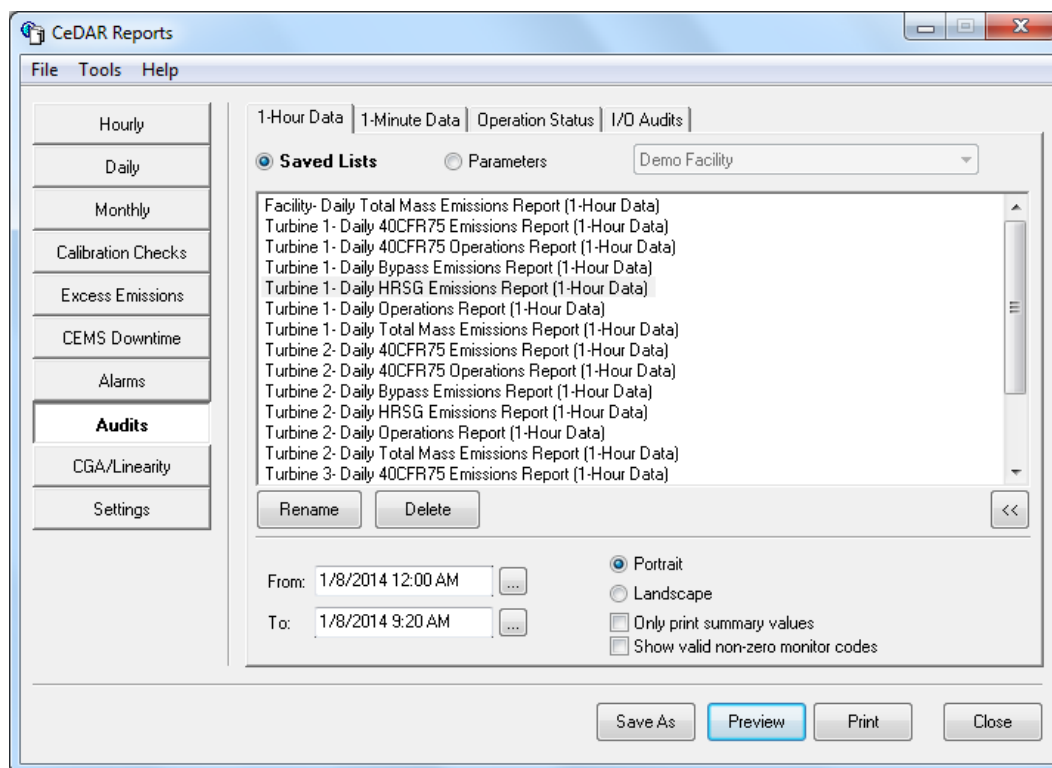 CeDAR Reports
File Tools Help
Hourly
Daily
Monthly
Calibration Checks
Excess Emissions
CEMS Downtime
Alarms
Audits
CGA/Linearity
Settings
1-Hour Data 1-Minute Data Operation Status I/O Audits
Saved Lists Parameters Demo Facility
Facility- Daily Total Mass Emissions Report (1-Hour Data)
Turbine 1- Daily 40CFR75 Emissions Report (1-Hour Data)
Turbine 1- Daily 40CFR75 Operations Report (1-Hour Data)
Turbine 1- Daily Bypass Emissions Report (1-Hour Data)
Turbine 1- Daily HRSG Emissions Report (1-Hour Data)
Turbine 1- Daily Operations Report (1-Hour Data)
Turbine 1- Daily Total Mass Emissions Report (1-Hour Data)
Turbine 2- Daily 40CFR75 Emissions Report (1-Hour Data)
Turbine 2- Daily 40CFR75 Operations Report (1-Hour Data)
Turbine 2- Daily Bypass Emissions Report (1-Hour Data)
Turbine 2- Daily HRSG Emissions Report (1-Hour Data)
Turbine 2- Daily Operations Report (1-Hour Data)
Turbine 2- Daily Total Mass Emissions Report (1-Hour Data)
Turbine 3- Daily 40CFR75 Emissions Report (1-Hour Data)
Rename Delete <<
From: 1/8/2014 12:00 AM ...
To: 1/8/2014 9:20 AM ...
Portrait
Landscape
Only print summary values
Show valid non-zero monitor codes
Save As Preview Print Close